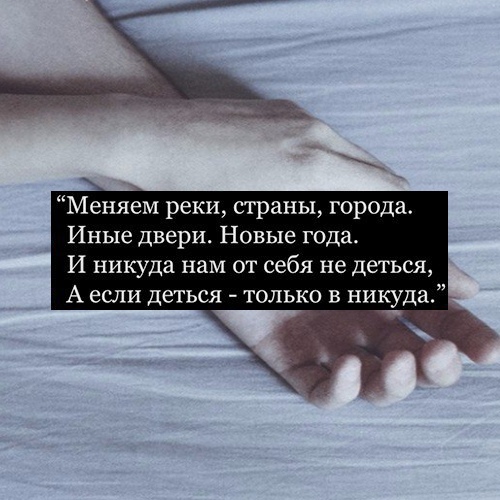 “Меняем реки, страны, города.
Иные двери. Новые года.
И никуда нам от себя не деться,
А если деться - только в никуда.”